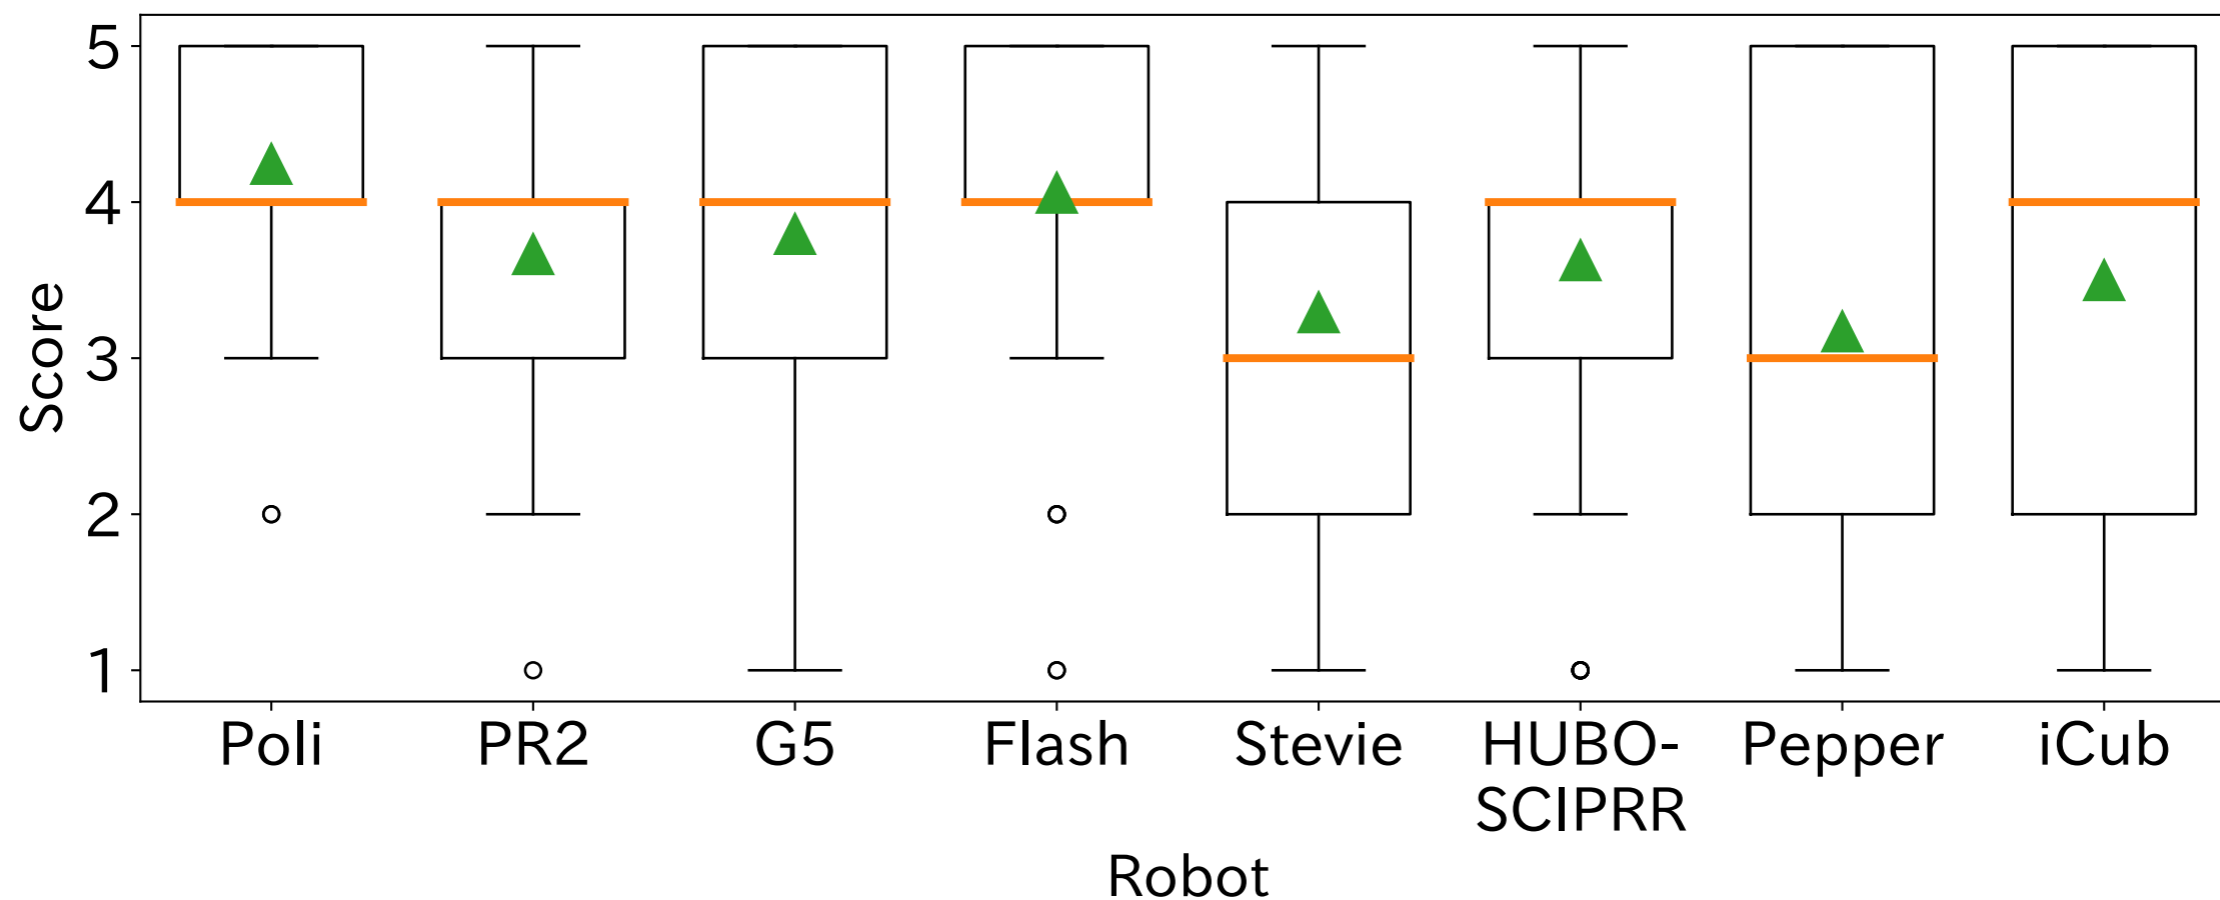 Score
5
4
3
2
1
Poli PR2 G5 Flash Stevie HUBO- Pepper iCub
SCIPRR
Robot